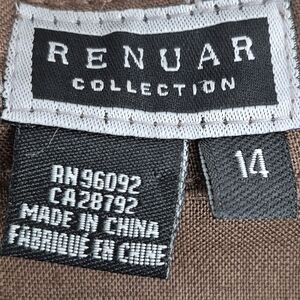 RENUAR
COLLECTION
14
RN 96092
CA 28792
MADE IN CHINA
FABRIQUE EN CHINE